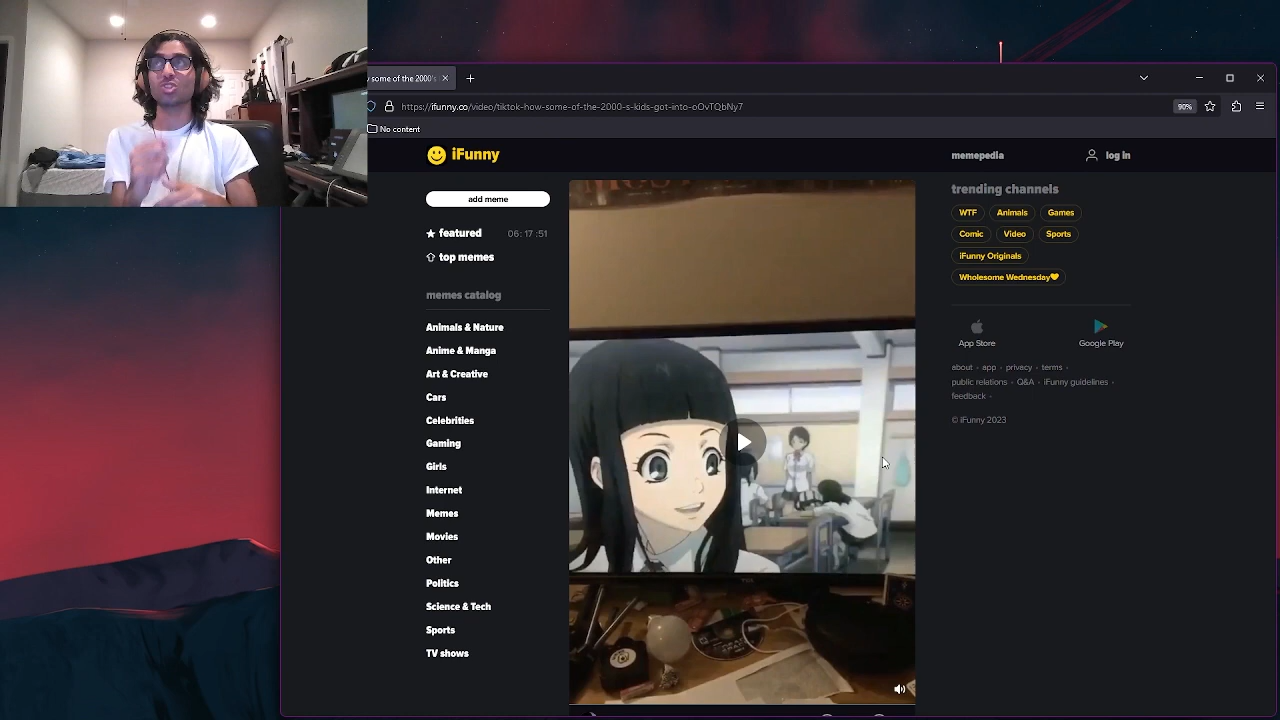 some of the 2000's
https://ifunny.co/video/tiktok-how-some-of-the-2000-s-kids-got-into-oOvTQbNy7
90%
No content
iFunny
memepedia
log in
add meme
featured 06: 17 :51
top memes
memes catalog
Animals & Nature
Anime & Manga
Art & Creative
Cars
Celebrities
Gaming
Girls
Internet
Memes
Movies
Other
Politics
Science & Tech
Sports
TV shows
TCL
trending channels
WTF Animals Games
Comic Video Sports
iFunny Originals
Wholesome Wednesday
App Store Google Play
about app privacy terms
public relations Q&A iFunny guidelines
feedback
© iFunny 2023